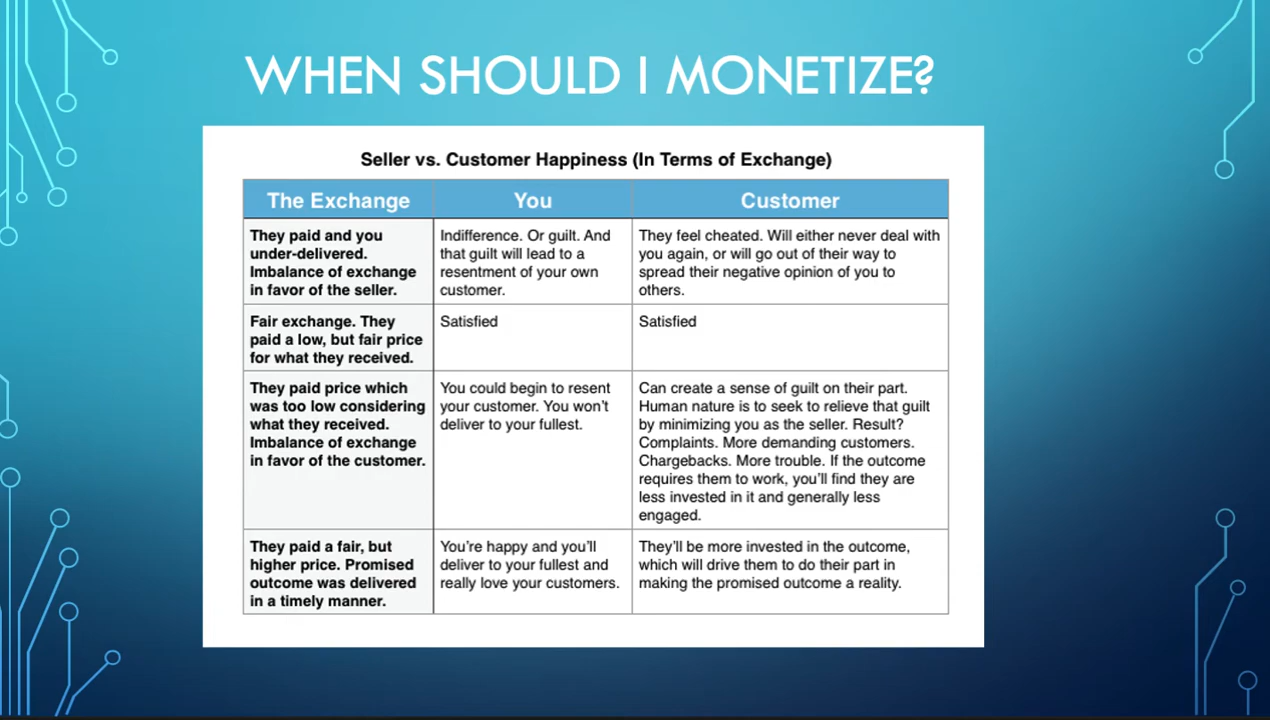 WHEN SHOULD I MONETIZE?
Seller vs. Customer Happiness (In Terms of Exchange)
The Exchange
You
Customer
They paid and you
under-delivered.
Imbalance of exchange
in favor of the seller.
Indifference. Or guilt. And
that guilt will lead to a
resentment of your own
customer.
They feel cheated. Will either never deal with
you again, or will go out of their way to
spread their negative opinion of you to
others.
Fair exchange. They
paid a low, but fair price
for what they received.
Satisfied
Satisfied
They paid price which
was too low considering
what they received.
Imbalance of exchange
in favor of the customer.
You could begin to resent
your customer. You won't
deliver to your fullest.
Can create a sense of guilt on their part.
Human nature is to seek to relieve that guilt
by minimizing you as the seller. Result?
Complaints. More demanding customers.
Chargebacks. More trouble. If the outcome
requires them to work, you'll find they are
less invested in it and generally less
engaged.
They paid a fair, but
higher price. Promised
outcome was delivered
in a timely manner.
You're happy and you'll
deliver to your fullest and
really love your customers.
They'll be more invested in the outcome,
which will drive them to do their part in
making the promised outcome a reality.